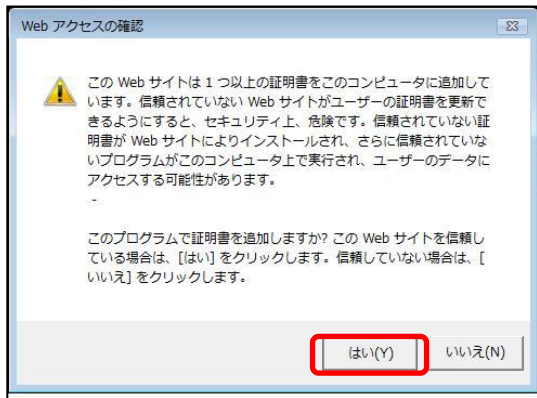 Web アクセスの確認
この Web サイトは 1 つ以上の証明書をこのコンピュータに追加して
います。信頼されていない Web サイトがユーザーの証明書を更新で
きるようにすると、セキュリティ上、危険です。信頼されていない証
明書が Web サイトによりインストールされ、さらに信頼されていな
いプログラムがこのコンピュータ上で実行され、ユーザーのデータに
アクセスする可能性があります。
-
このプログラムで証明書を追加しますか? この Web サイトを信頼し
ている場合は、[はい] をクリックします。信頼していない場合は、[
いいえ] をクリックします。
はい(Y) いいえ(N)